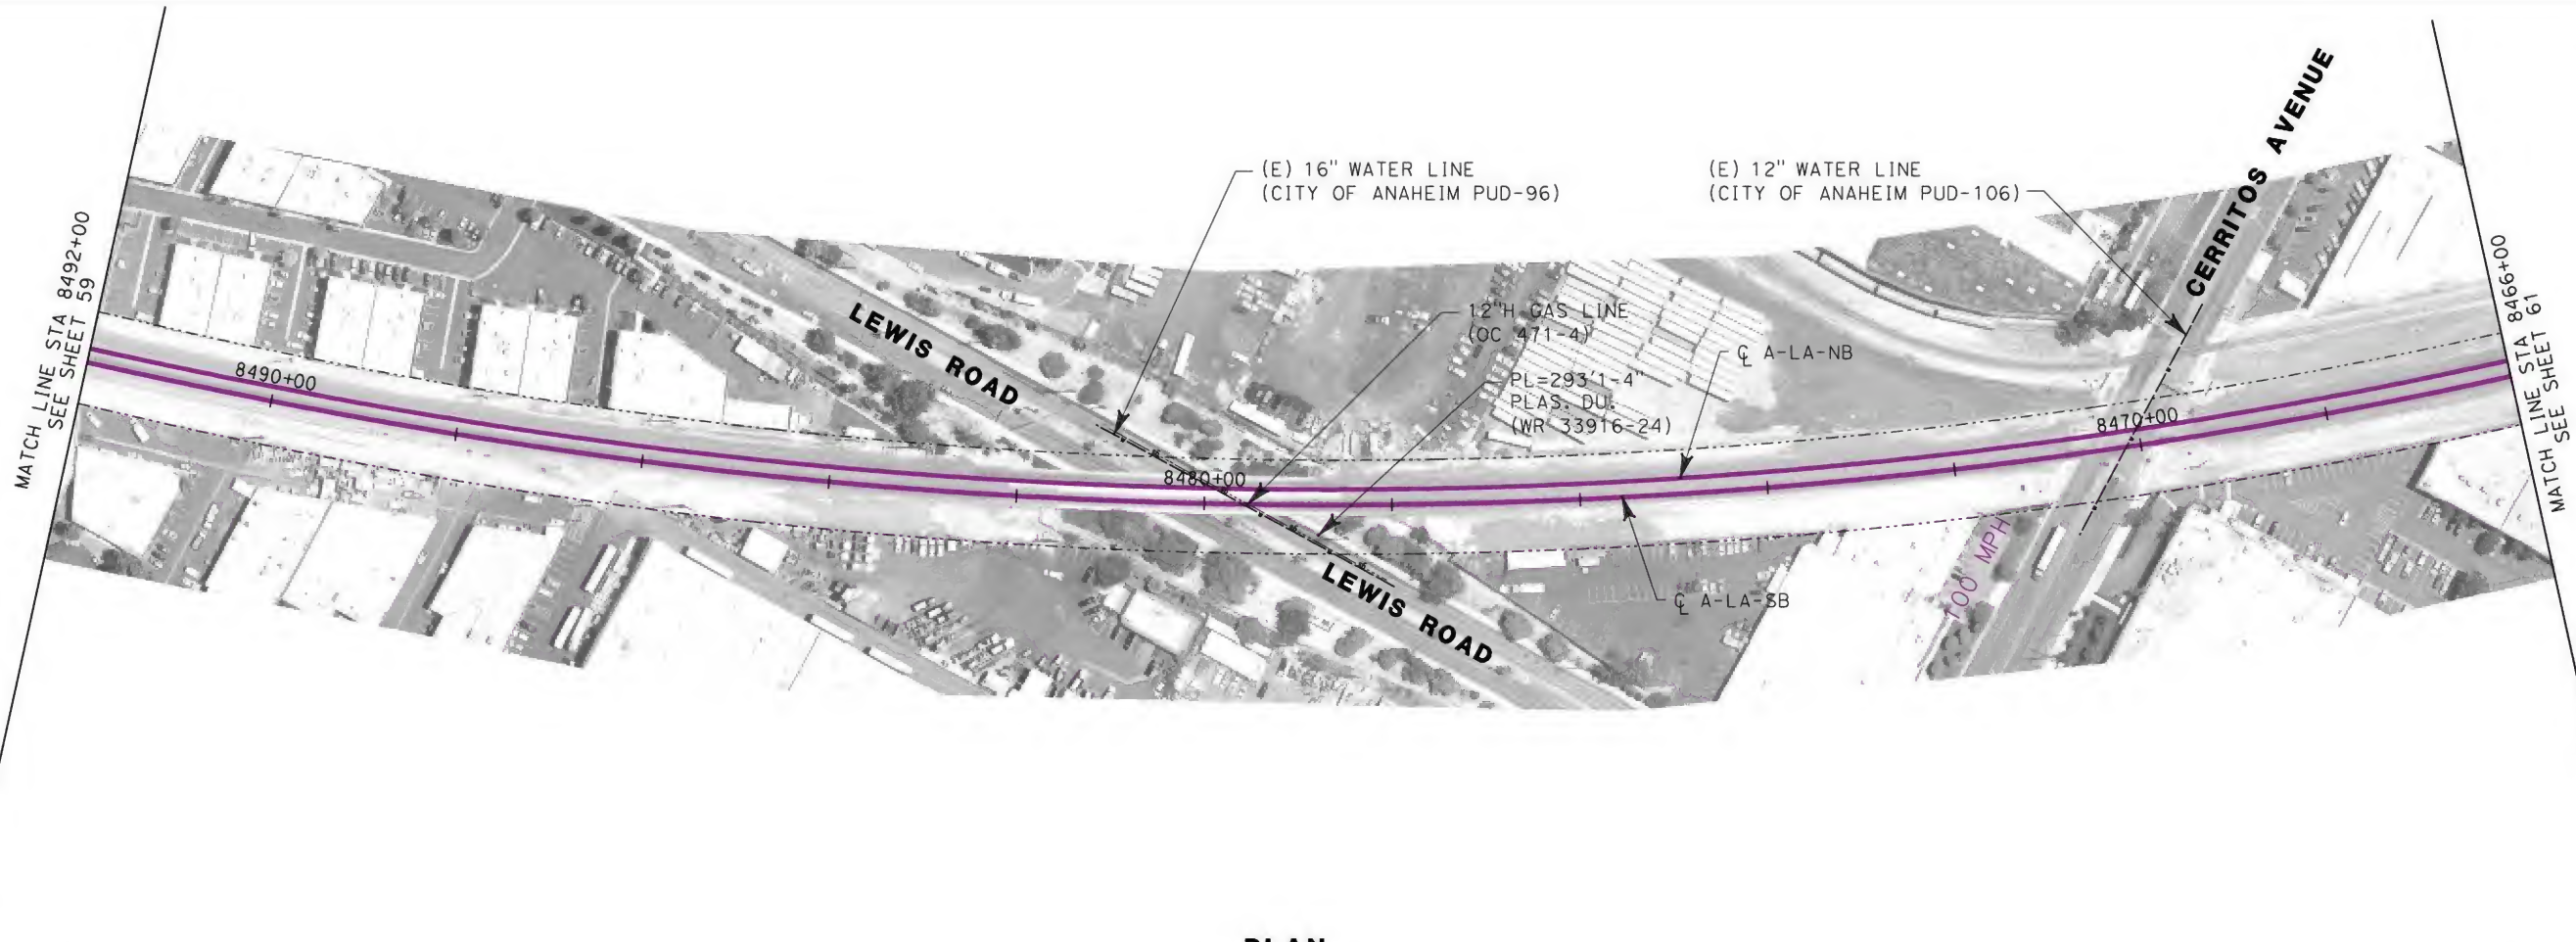 MATCH LINE STA 8492+00
SEE SHEET 59
8490+00
LEWIS ROAD
(E) 16" WATER LINE
(CITY OF ANAHEIM PUD-96)
12"H GAS LINE
(OC 471-4)
PL=293'1-4"
PLAS. DU.
(WR 33916-24)
8480+00
LEWIS ROAD
℄ A-LA-NB
℄ A-LA-SB
(E) 12" WATER LINE
(CITY OF ANAHEIM PUD-106)
CERRITOS AVENUE
8470+00
100 MPH
MATCH LINE STA 8466+00
SEE SHEET 61
PLAN